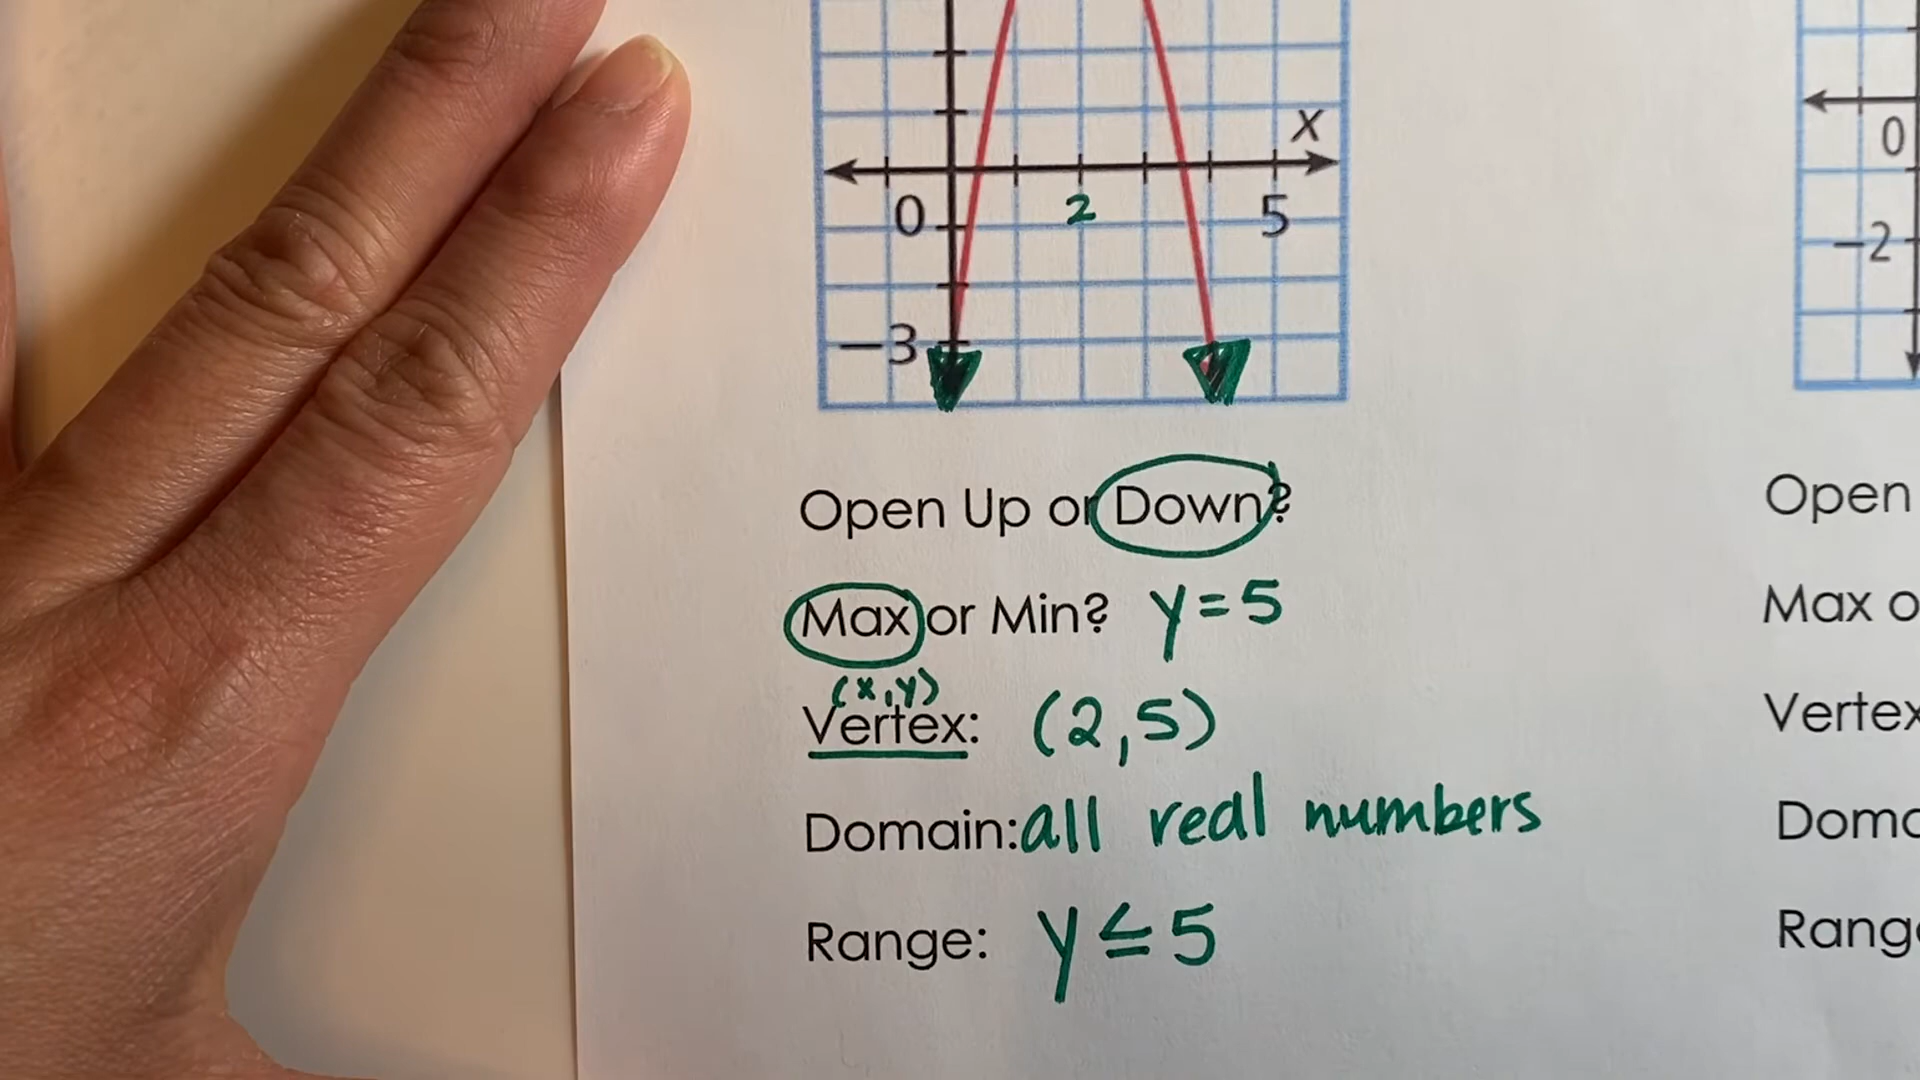 x
0 2 5
-3
Open Up or Down?
Max or Min? y=5
(x,y)
Vertex: (2,5)
Domain: all real numbers
Range: y≤5
0
-2
Open
Max o
Vertex
Doma
Rang